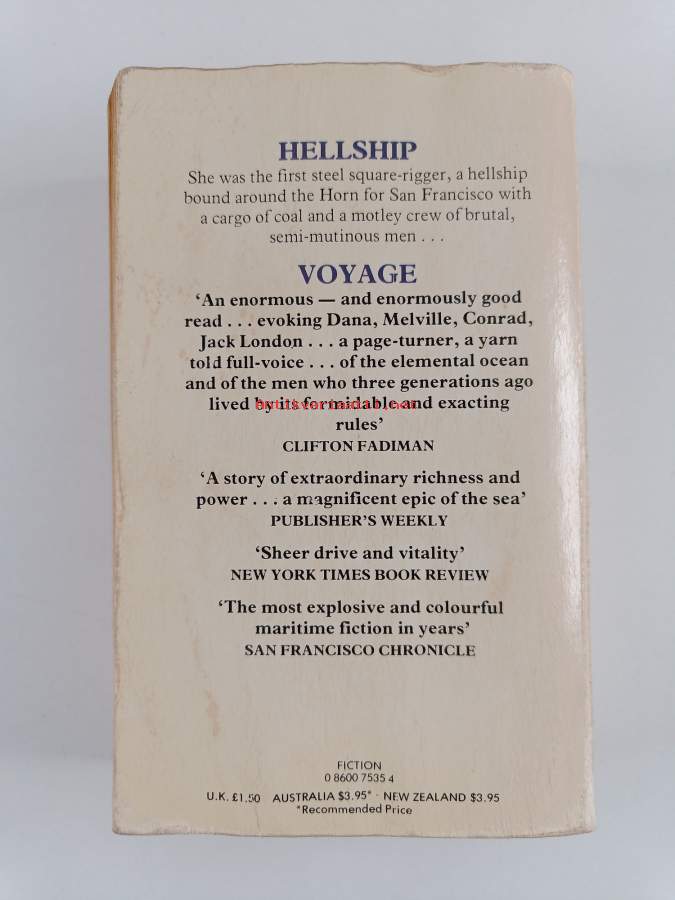 HELLSHIP
She was the first steel square-rigger, a hellship
bound around the Horn for San Francisco with
a cargo of coal and a motley crew of brutal,
semi-mutinous men . . .
VOYAGE
‘An enormous — and enormously good
read . . . evoking Dana, Melville, Conrad,
Jack London . . . a page-turner, a yarn
told full-voice . . . of the elemental ocean
and of the men who three generations ago
lived by its formidable and exacting
antikvariaatti.net
rules’
CLIFTON FADIMAN
‘A story of extraordinary richness and
power . . . a magnificent epic of the sea’
PUBLISHER'S WEEKLY
‘Sheer drive and vitality’
NEW YORK TIMES BOOK REVIEW
‘The most explosive and colourful
maritime fiction in years’
SAN FRANCISCO CHRONICLE
FICTION
0 8600 7535 4
U.K. £1.50 AUSTRALIA $3.95* · NEW ZEALAND $3.95
*Recommended Price